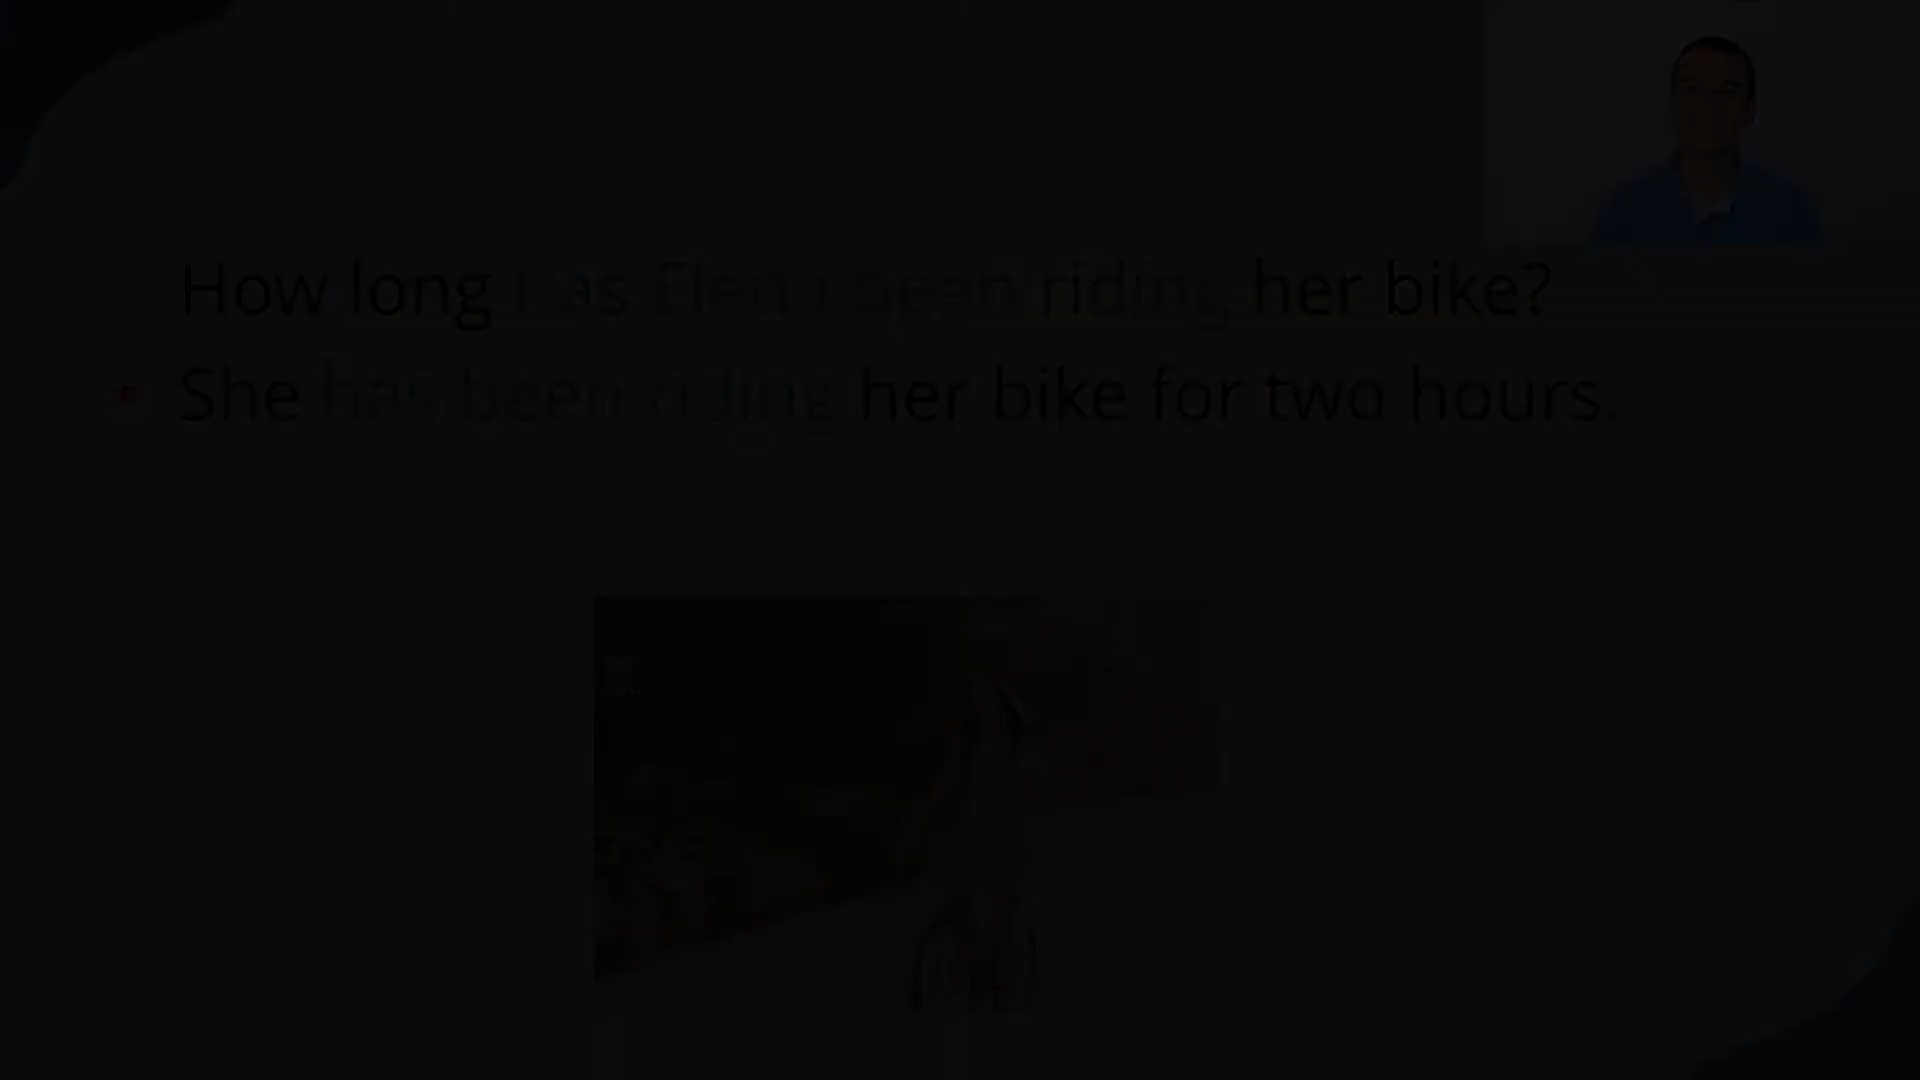 How long has Elena been riding her bike?
She has been riding her bike for two hours.